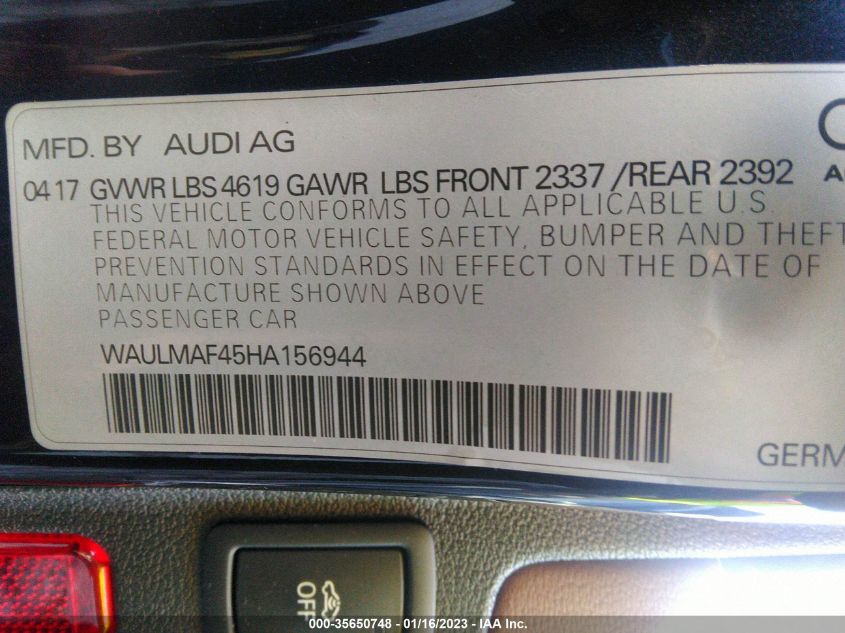 MFD. BY AUDI AG
04 17 GVWR LBS 4619 GAWR LBS FRONT 2337 /REAR 2392
THIS VEHICLE CONFORMS TO ALL APPLICABLE U.S.
FEDERAL MOTOR VEHICLE SAFETY, BUMPER AND THEFT
PREVENTION STANDARDS IN EFFECT ON THE DATE OF
MANUFACTURE SHOWN ABOVE
PASSENGER CAR
WAULMAF45HA156944
GERM
OFF
000-35650748 - 01/16/2023 - IAA Inc.